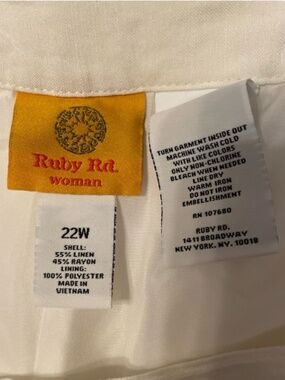 Ruby Rd.
woman
22W
SHELL:
55% LINEN
45% RAYON
LINING:
100% POLYESTER
MADE IN
VIETNAM
TURN GARMENT INSIDE OUT
MACHINE WASH COLD
WITH LIKE COLORS
ONLY NON-CHLORINE
BLEACH WHEN NEEDED
LINE DRY
WARM IRON
DO NOT IRON
EMBELLISHMENT
RN 107680
RUBY RD.
1411 BROADWAY
NEW YORK, NY. 10018